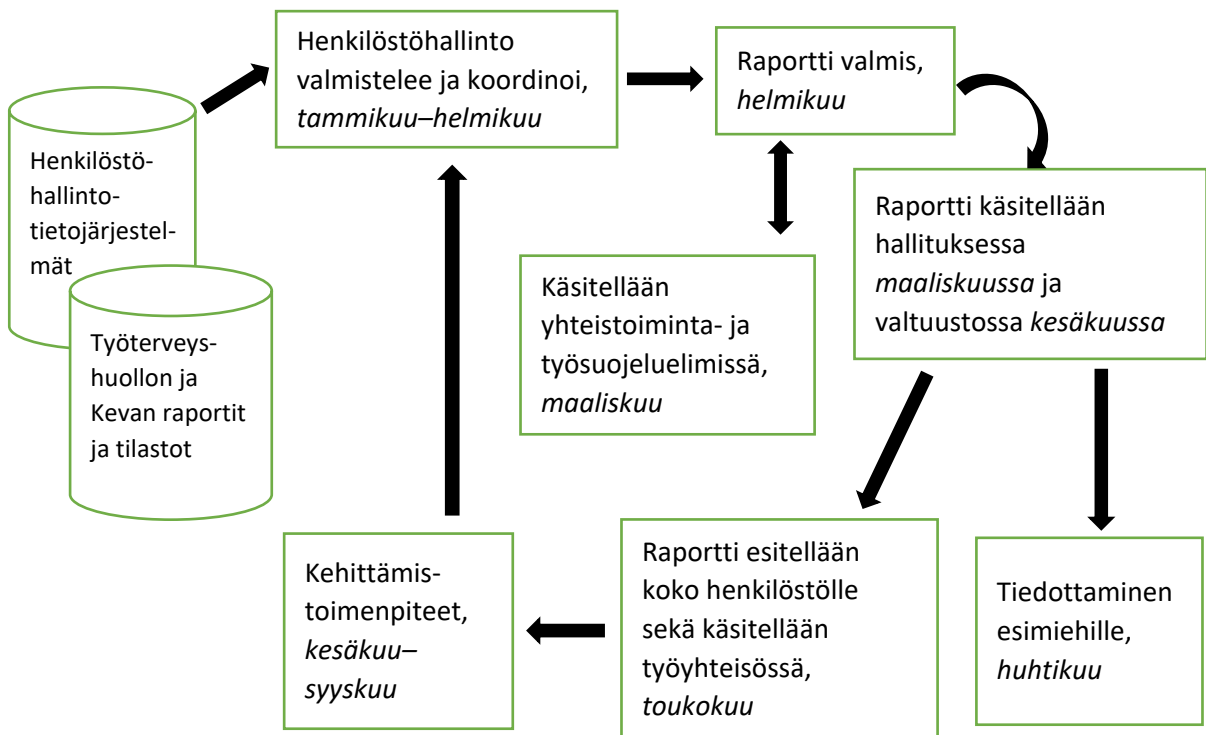 Henkilöstöhallinto
valmistelee ja koordinoi,
tammikuu–helmikuu
Raportti valmis,
helmikuu
Henkilöstö-
hallinto-
tietojärjestel-
mät
Työterveys-
huollon ja
Kevan raportit
ja tilastot
Käsitellään
yhteistoiminta- ja
työsuojeluelimissä,
maaliskuu
Raportti käsitellään
hallituksessa
maaliskuussa ja
valtuustossa kesäkuussa
Kehittämis-
toimenpiteet,
kesäkuu–
syyskuu
Raportti esitellään
koko henkilöstölle
sekä käsitellään
työyhteisössä,
toukokuu
Tiedottaminen
esimiehille,
huhtikuu